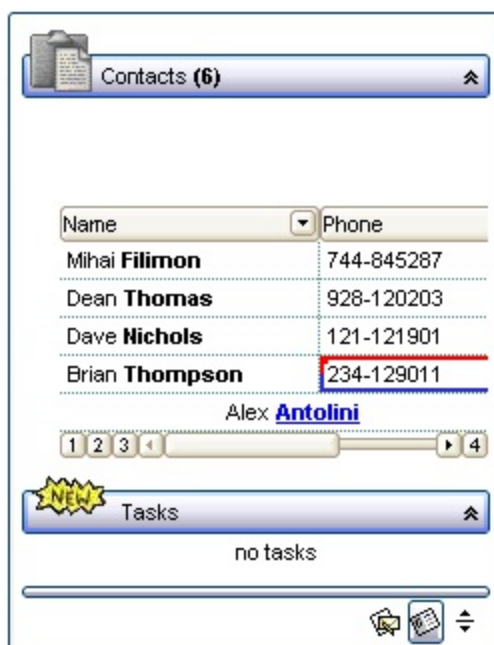 Contacts (6)
Name Phone
Mihai Filimon 744-845287
Dean Thomas 928-120203
Dave Nichols 121-121901
Brian Thompson 234-129011
Alex Antolini
1 2 3 4
NEW
Tasks
no tasks